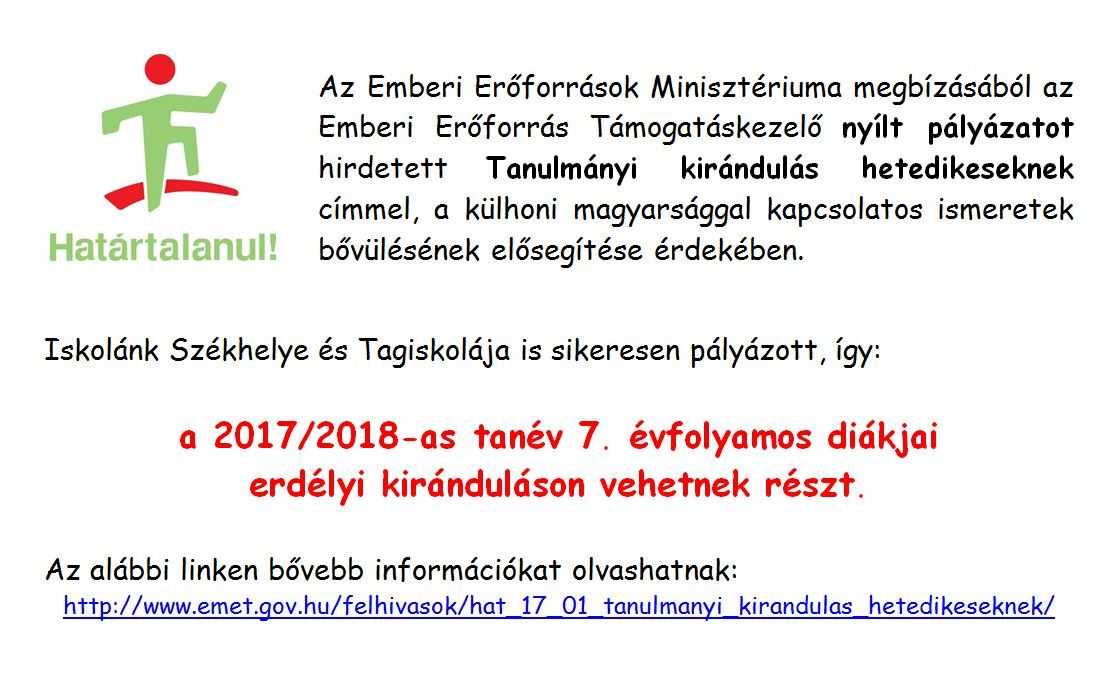 Határtalanul!
Az Emberi Erőforrások Minisztériuma megbízásából az
Emberi Erőforrás Támogatáskezelő nyílt pályázatot
hirdetett Tanulmányi kirándulás hetedikeseknek
címmel, a külhoni magyarsággal kapcsolatos ismeretek
bővülésének elősegítése érdekében.
Iskolánk Székhelye és Tagiskolája is sikeresen pályázott, így:
a 2017/2018-as tanév 7. évfolyamos diákjai
erdélyi kiránduláson vehetnek részt.
Az alábbi linken bővebb információkat olvashatnak:
http://www.emet.gov.hu/felhivasok/hat_17_01_tanulmanyi_kirandulas_hetedikeseknek/